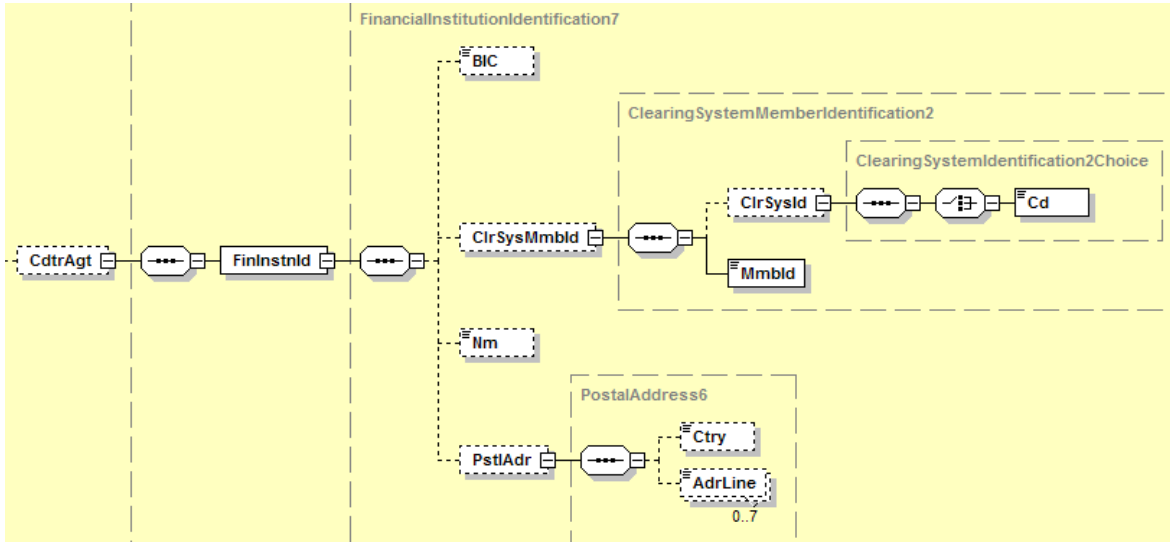 FinancialInstitutionIdentification7
BIC
ClearingSystemMemberIdentification2
ClearingSystemIdentification2Choice
ClrSysId
Cd
CdtrAgt
FinInstnId
ClrSysMmbId
MmbId
Nm
PostalAddress6
Ctry
PstlAdr
AdrLine
0..7